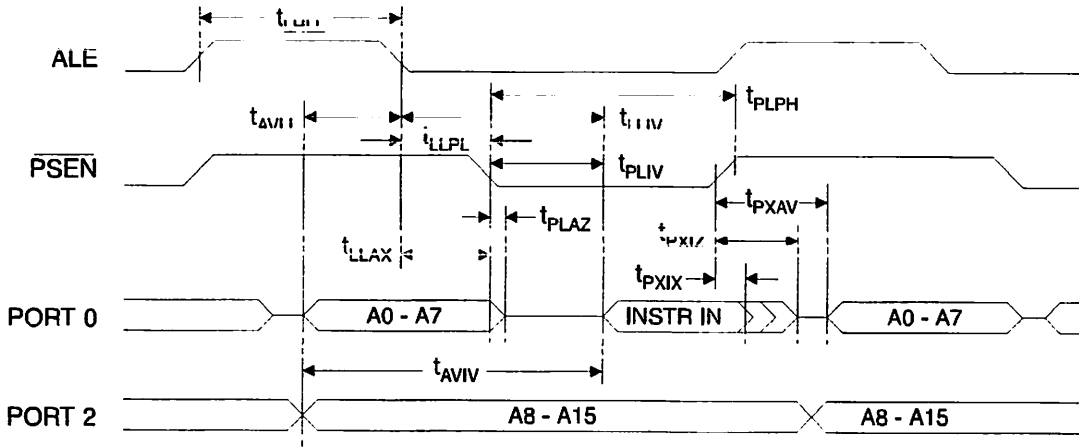 ALE
tPLPH
tLLPL
PSEN
tPLIV
tPXAV
tPLAZ
tLLAX
tPXIZ
tPXIX
PORT 0
A0 - A7
INSTR IN
A0 - A7
tAVIV
PORT 2
A8 - A15
A8 - A15